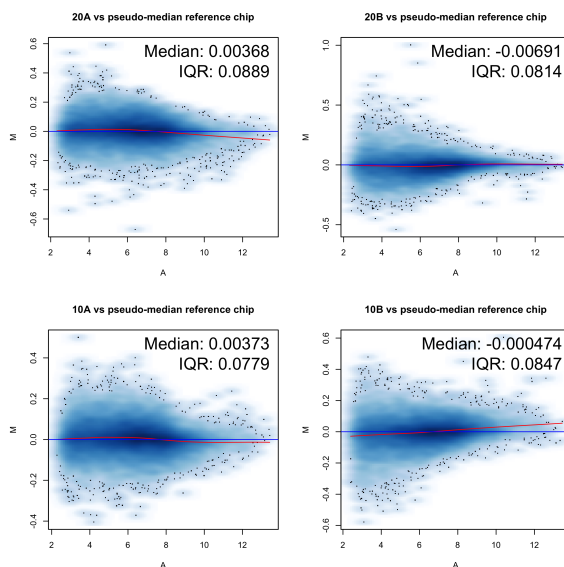 20A vs pseudo-median reference chip
Median: 0.00368
IQR: 0.0889
M
0.6
0.4
0.2
0.0
-0.2
-0.4
-0.6
2 4 6 8 10 12
A
20B vs pseudo-median reference chip
Median: -0.00691
IQR: 0.0814
M
1.0
0.5
0.0
-0.5
2 4 6 8 10 12
A
10A vs pseudo-median reference chip
Median: 0.00373
IQR: 0.0779
M
0.4
0.2
0.0
-0.2
-0.4
2 4 6 8 10 12
A
10B vs pseudo-median reference chip
Median: -0.000474
IQR: 0.0847
M
0.6
0.4
0.2
0.0
-0.2
-0.4
-0.6
2 4 6 8 10 12
A